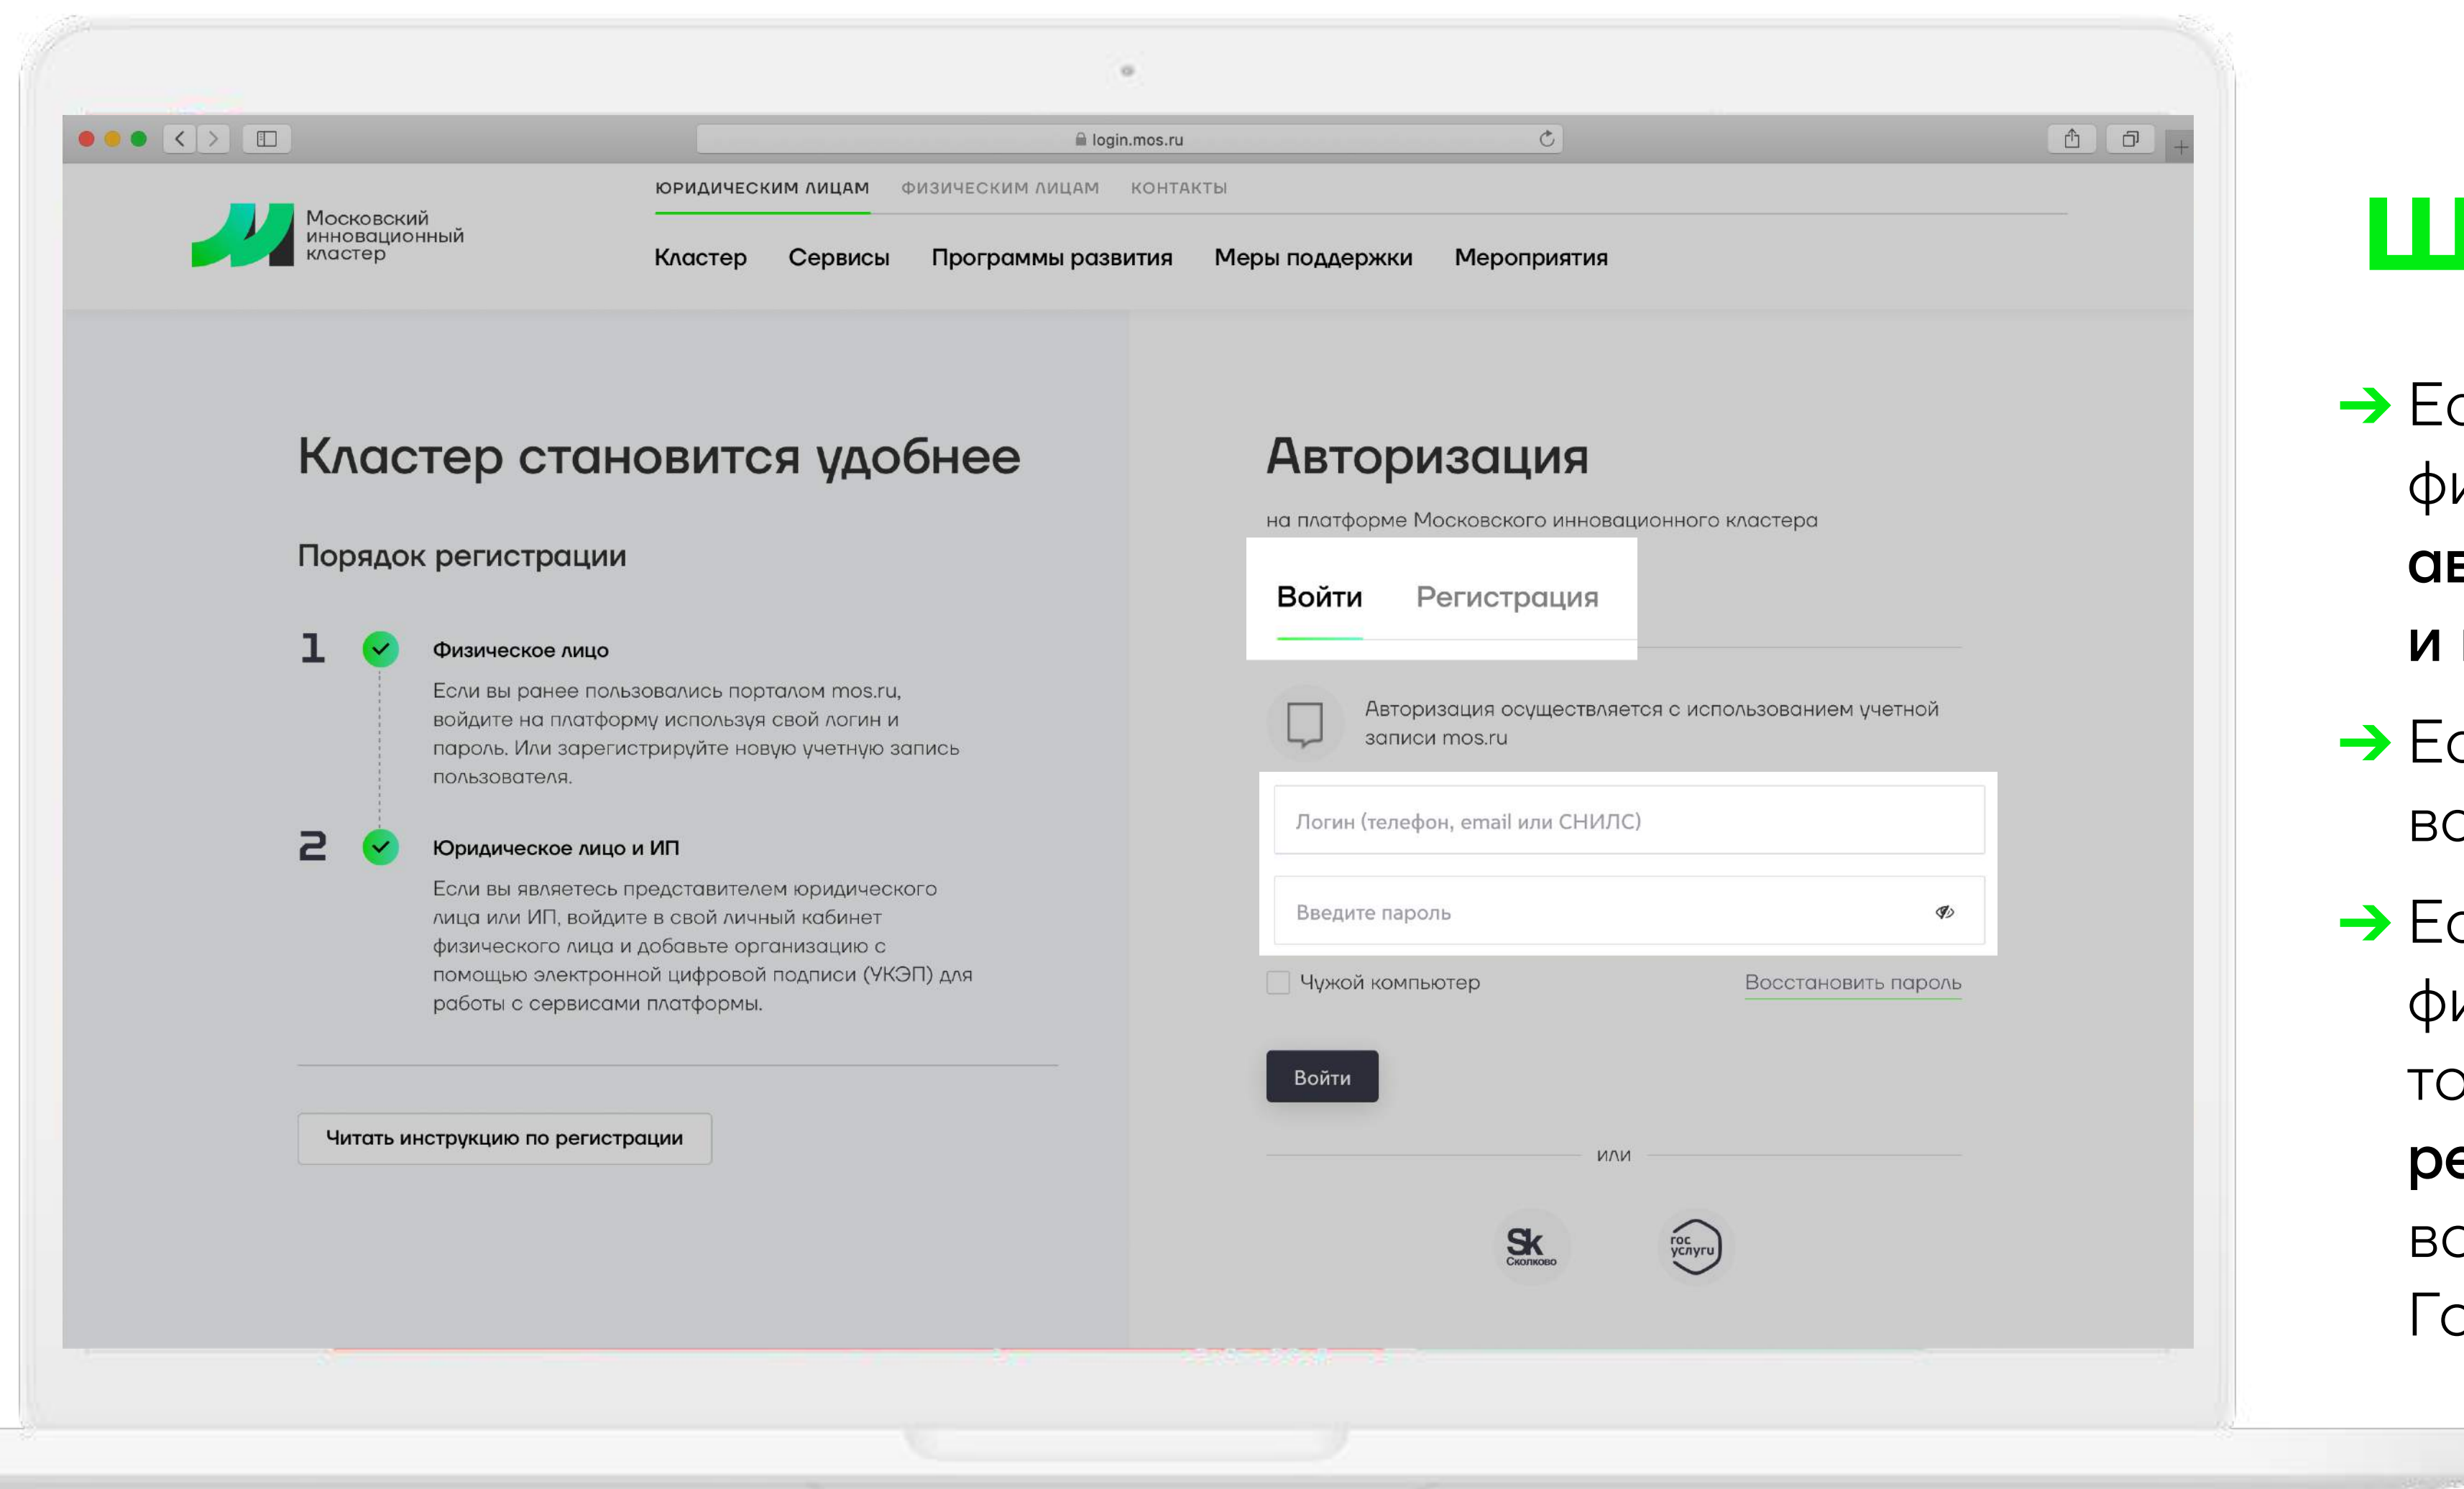 login.mos.ru
ЮРИДИЧЕСКИМ ЛИЦАМ ФИЗИЧЕСКИМ ЛИЦАМ КОНТАКТЫ
Московский
инновационный
кластер
Кластер Сервисы Программы развития Меры поддержки Мероприятия
Кластер становится удобнее
Порядок регистрации
1 Физическое лицо
Если вы ранее пользовались порталом mos.ru,
войдите на платформу используя свой логин и
пароль. Или зарегистрируйте новую учетную запись
пользователя.
2 Юридическое лицо и ИП
Если вы являетесь представителем юридического
лица или ИП, войдите в свой личный кабинет
физического лица и добавьте организацию с
помощью электронной цифровой подписи (УКЭП) для
работы с сервисами платформы.
Читать инструкцию по регистрации
Авторизация
на платформе Московского инновационного кластера
Войти Регистрация
Авторизация осуществляется с использованием учетной
записи mos.ru
Логин (телефон, email или СНИЛС)
Введите пароль
Чужой компьютер Восстановить пароль
Войти
или
Sk
Сколково
гос
услуги
и